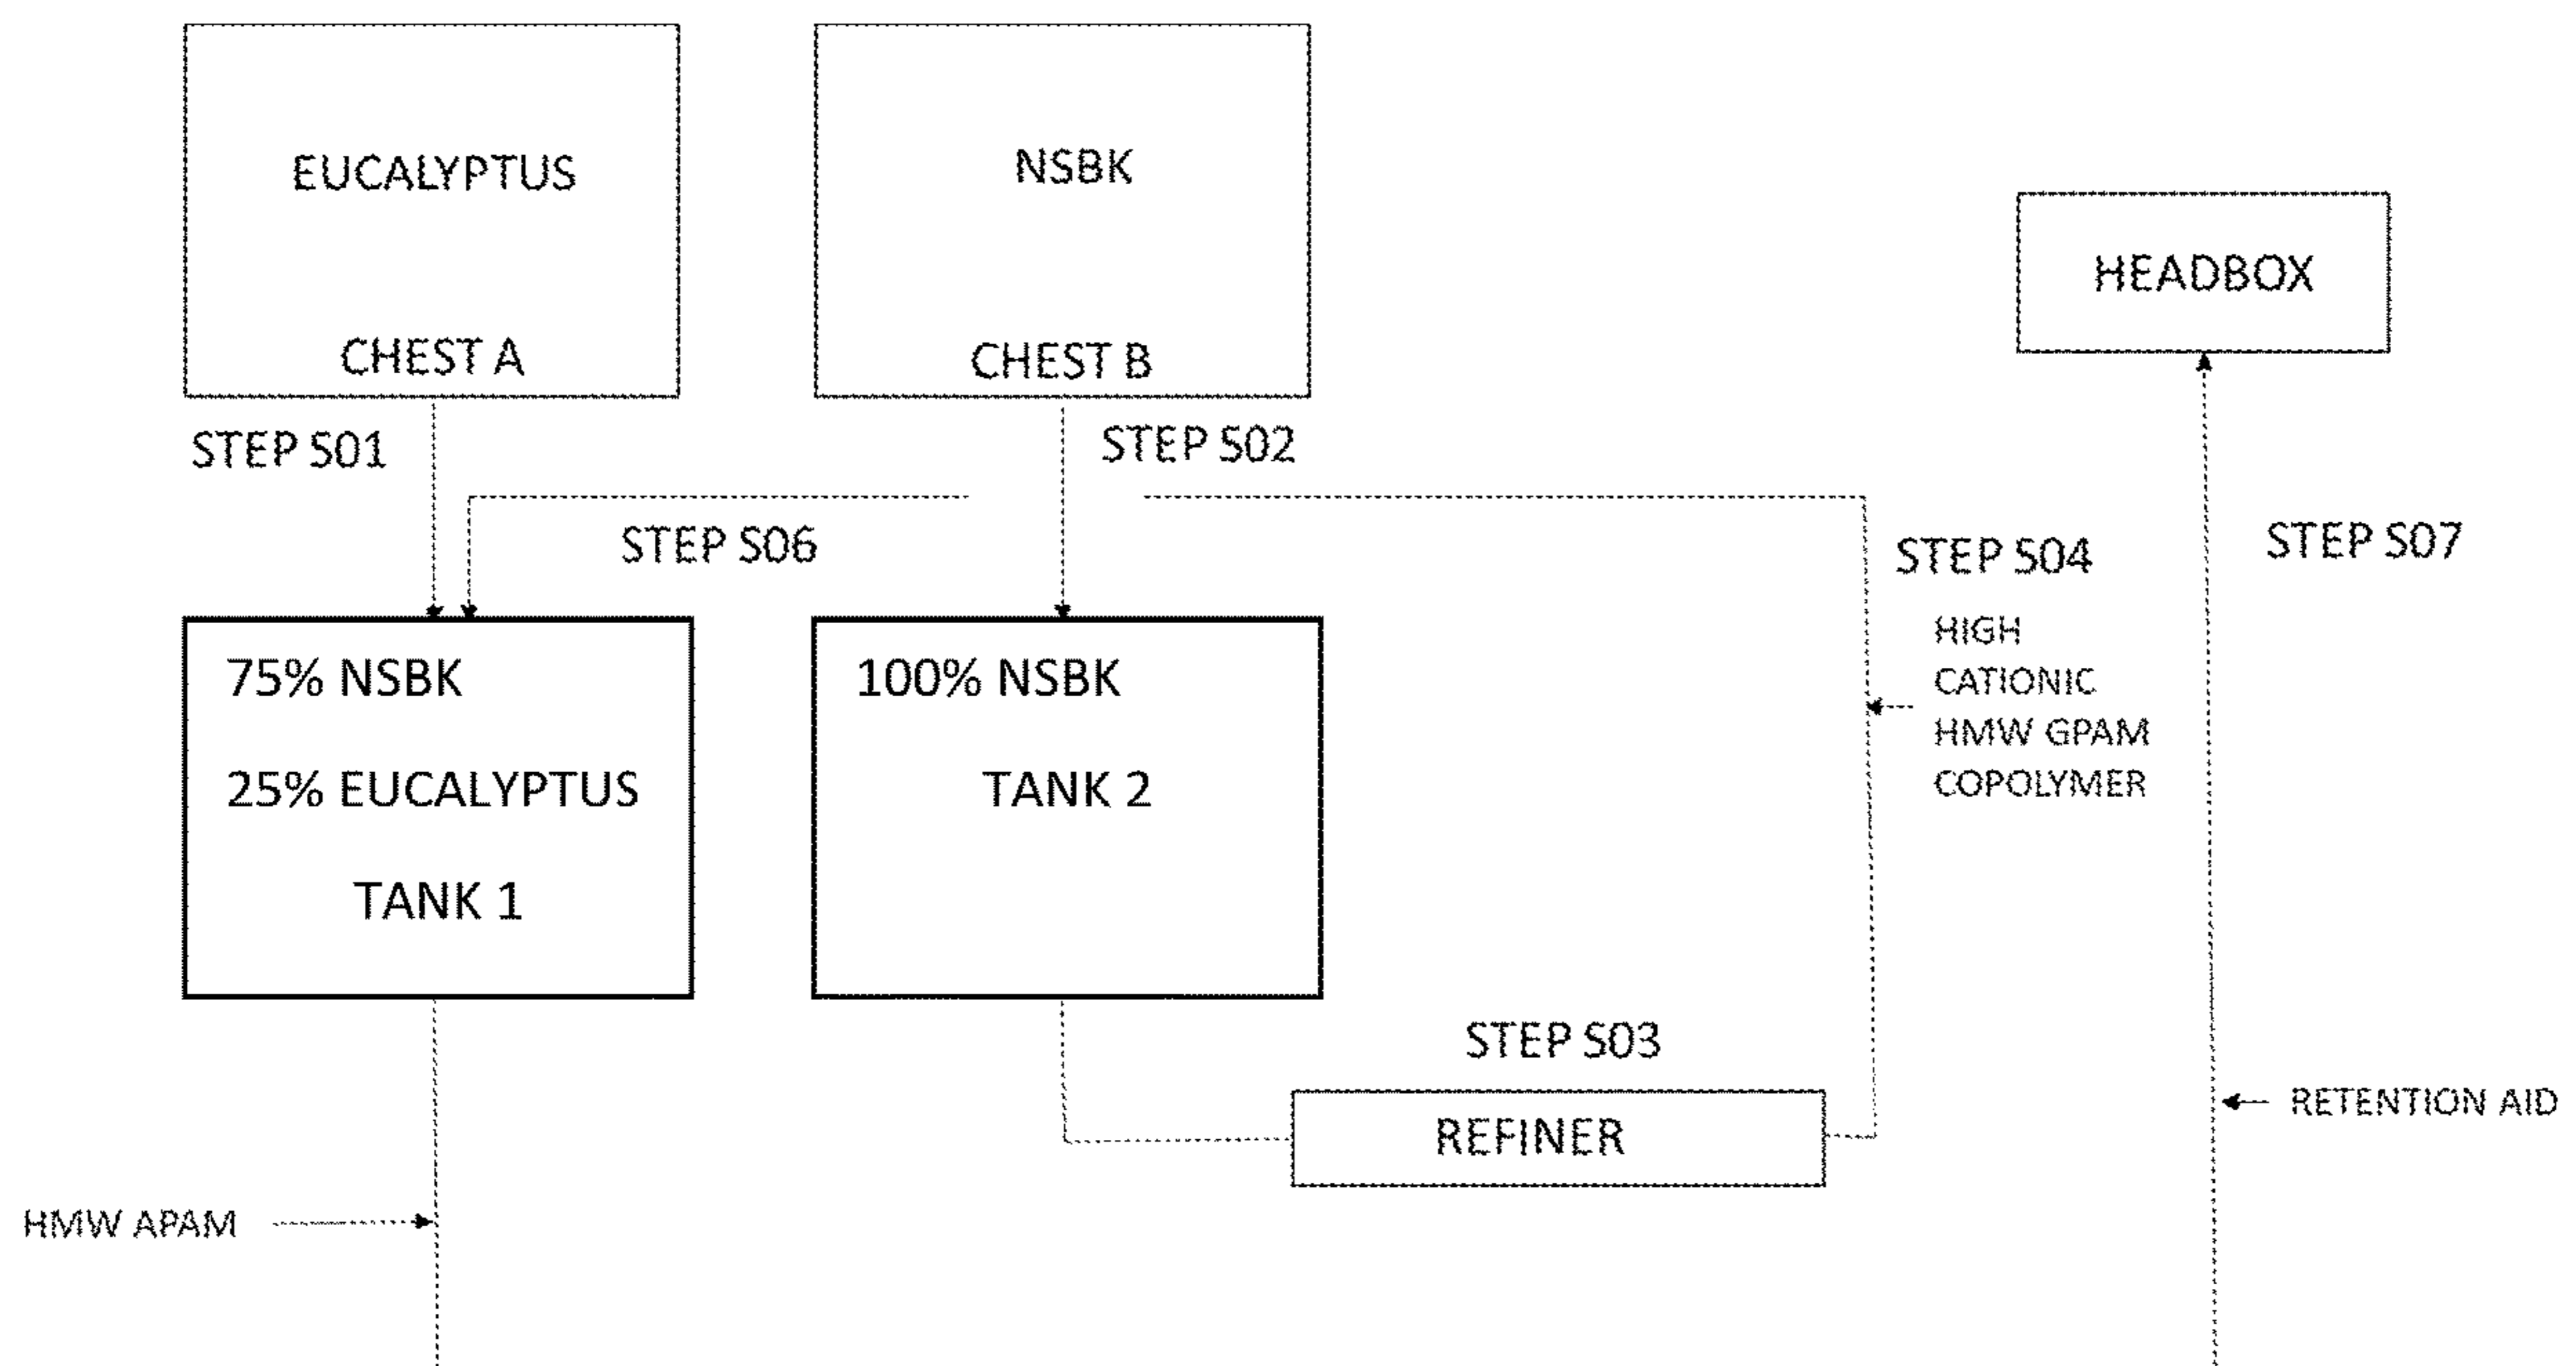 EUCALYPTUS
CHEST A
NSBK
CHEST B
HEADBOX
STEP S01
STEP S02
STEP S06
STEP S04
STEP S07
HIGH
CATIONIC
HMW GPAM
COPOLYMER
75% NSBK
25% EUCALYPTUS
TANK 1
100% NSBK
TANK 2
STEP S03
REFINER
RETENTION AID
HMW APAM